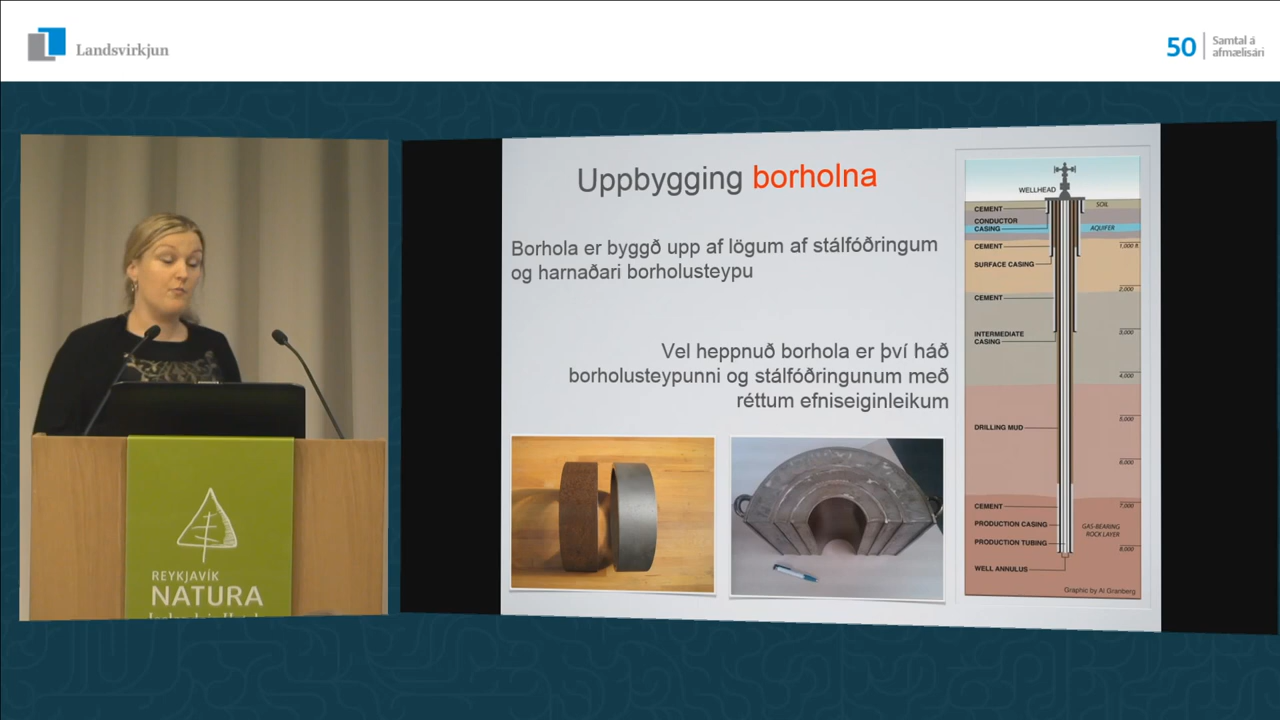 Landsvirkjun
50
Samtal á
afmælisári
Uppbygging borholna
Borhola er byggð upp af lögum af stálfóðringum
og harnaðari borholusteypu
Vel heppnuð borhola er því háð
borholusteypunni og stálfóðringunum með
réttum efniseiginleikum
WELLHEAD
CEMENT
SOIL
CONDUCTOR
CASING
AQUIFER
CEMENT
1,000 ft.
SURFACE CASING
2,000
CEMENT
INTERMEDIATE
CASING
3,000
4,000
5,000
DRILLING MUD
6,000
7,000
CEMENT
PRODUCTION CASING
GAS-BEARING
ROCK LAYER
PRODUCTION TUBING
8,000
WELL ANNULUS
Graphic by Al Granberg
REYKJAVÍK
NATURA